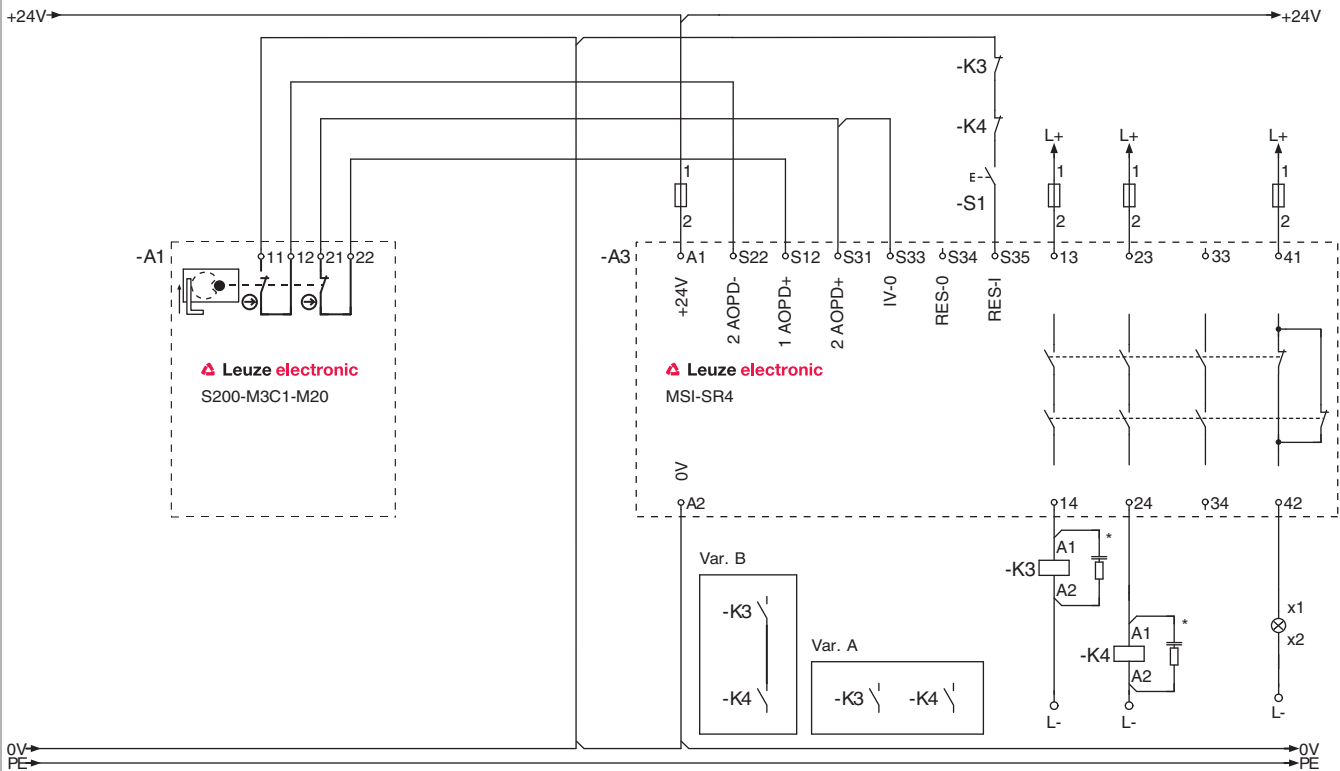 +24V
+24V
-K3
-K4
L+
L+
L+
1
1
1
1
E
-S1
2
2
2
2
-A1
11
12
21
22
-A3
A1
S22
S12
S31
S33
S34
S35
13
23
33
41
+24V
2 AOPD-
1 AOPD+
2 AOPD+
IV-0
RES-0
RES-I
Leuze electronic
S200-M3C1-M20
Leuze electronic
MSI-SR4
0V
A2
14
24
34
42
Var. B
-K3
-K4
Var. A
-K3
-K4
A1
*
-K3
A2
A1
*
-K4
A2
x1
x2
L-
L-
L-
0V
0V
PE
PE